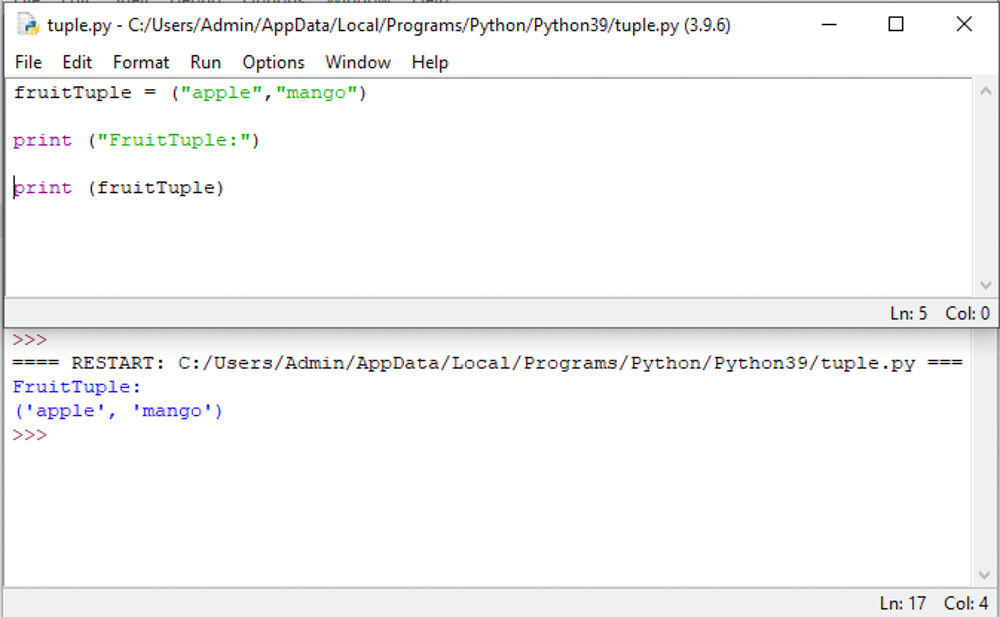 tuple.py - C:/Users/Admin/AppData/Local/Programs/Python/Python39/tuple.py (3.9.6)
File Edit Format Run Options Window Help
fruitTuple = ("apple","mango")
print ("FruitTuple:")
print (fruitTuple)
Ln: 5 Col: 0
>>>
==== RESTART: C:/Users/Admin/AppData/Local/Programs/Python/Python39/tuple.py ===
FruitTuple:
('apple', 'mango')
>>>
Ln: 17 Col: 4